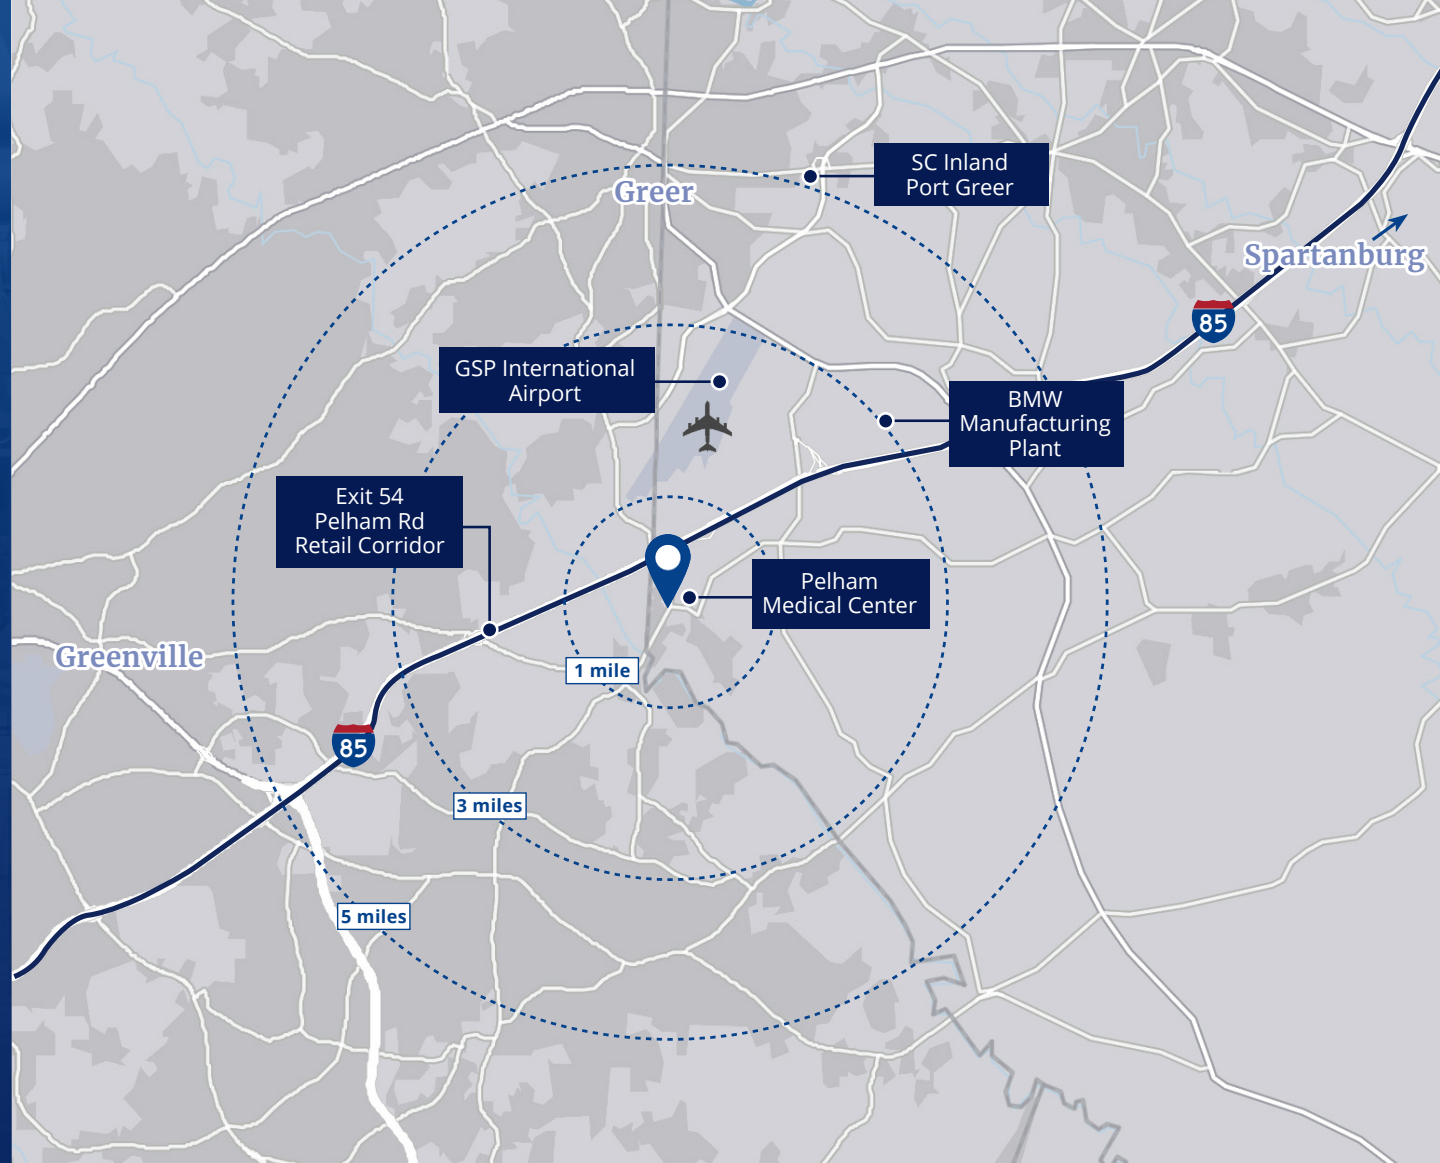 SC Inland
Port Greer
Greer
Spartanburg
85
GSP International
Airport
BMW
Manufacturing
Plant
Exit 54
Pelham Rd
Retail Corridor
Pelham
Medical Center
Greenville
1 mile
85
3 miles
5 miles